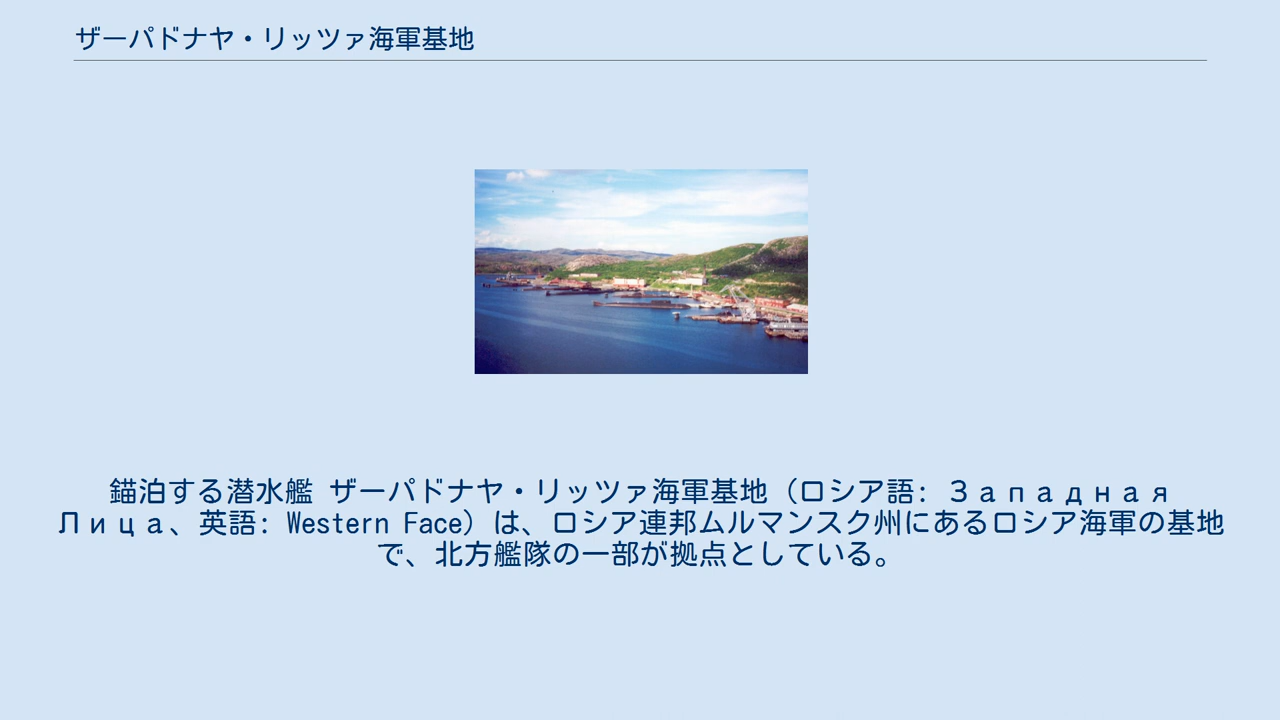 ザーパドナヤ・リッツァ海軍基地
錨泊する潜水艦 ザーパドナヤ・リッツァ海軍基地（ロシア語: Западная
Лица、英語: Western Face）は、ロシア連邦ムルマンスク州にあるロシア海軍の基地
で、北方艦隊の一部が拠点としている。